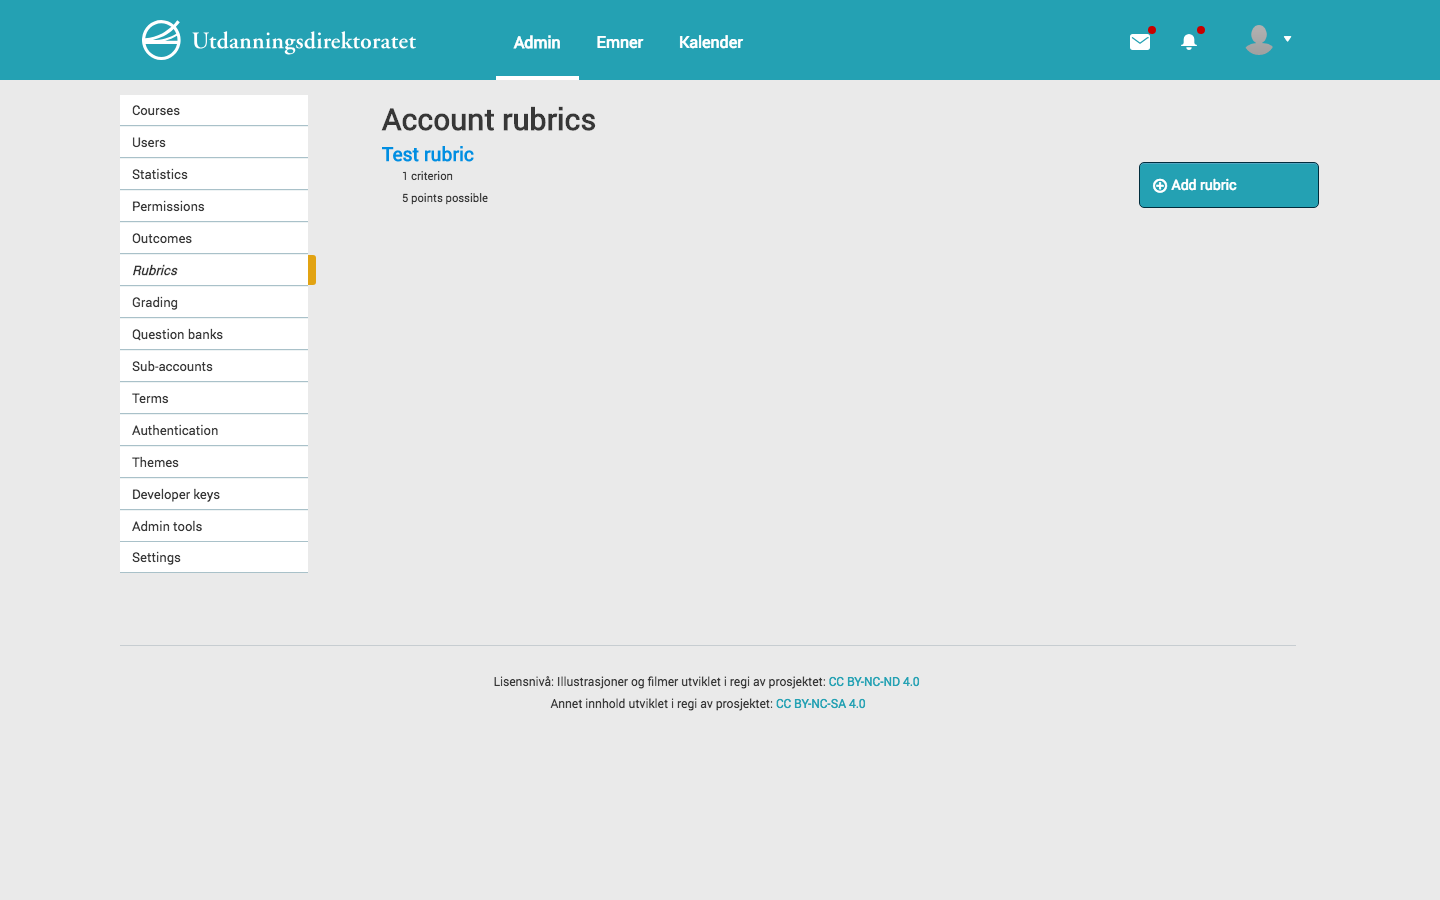 Utdanningsdirektoratet
Admin
Emner
Kalender
Courses
Users
Statistics
Permissions
Outcomes
Rubrics
Grading
Question banks
Sub-accounts
Terms
Authentication
Themes
Developer keys
Admin tools
Settings
Account rubrics
Test rubric
1 criterion
5 points possible
Add rubric
Lisensnivå: Illustrasjoner og filmer utviklet i regi av prosjektet: CC BY-NC-ND 4.0
Annet innhold utviklet i regi av prosjektet: CC BY-NC-SA 4.0